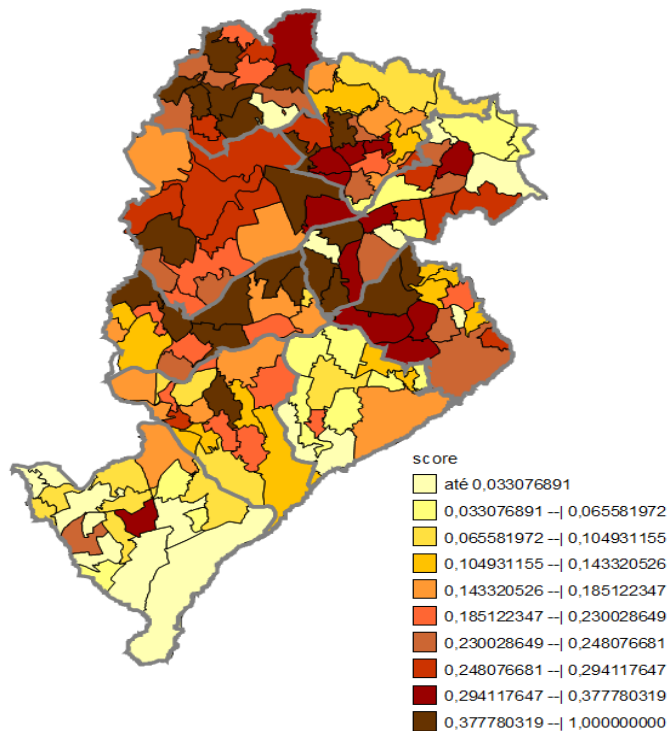 score
até 0,033076891
0,033076891 --| 0,065581972
0,065581972 --| 0,104931155
0,104931155 --| 0,143320526
0,143320526 --| 0,185122347
0,185122347 --| 0,230028649
0,230028649 --| 0,248076681
0,248076681 --| 0,294117647
0,294117647 --| 0,377780319
0,377780319 --| 1,000000000